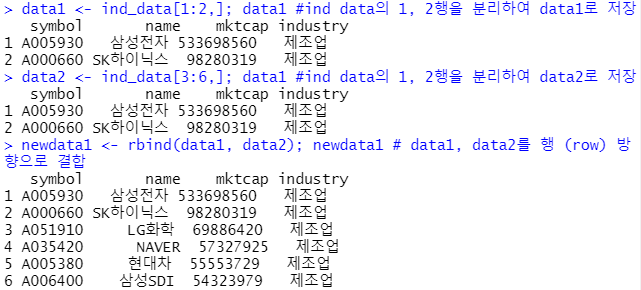 > data1 <- ind_data[1:2,]; data1 #ind data의 1, 2행을 분리하여 data1로 저장
symbol name mktcap industry
1 A005930 삼성전자 533698560 제조업
2 A000660 SK하이닉스 98280319 제조업
> data2 <- ind_data[3:6,]; data1 #ind data의 1, 2행을 분리하여 data2로 저장
symbol name mktcap industry
1 A005930 삼성전자 533698560 제조업
2 A000660 SK하이닉스 98280319 제조업
> newdata1 <- rbind(data1, data2); newdata1 # data1, data2를 행 (row) 방
향으로 결합
symbol name mktcap industry
1 A005930 삼성전자 533698560 제조업
2 A000660 SK하이닉스 98280319 제조업
3 A051910 LG화학 69886420 제조업
4 A035420 NAVER 57327925 제조업
5 A005380 현대차 55553729 제조업
6 A006400 삼성SDI 54323979 제조업